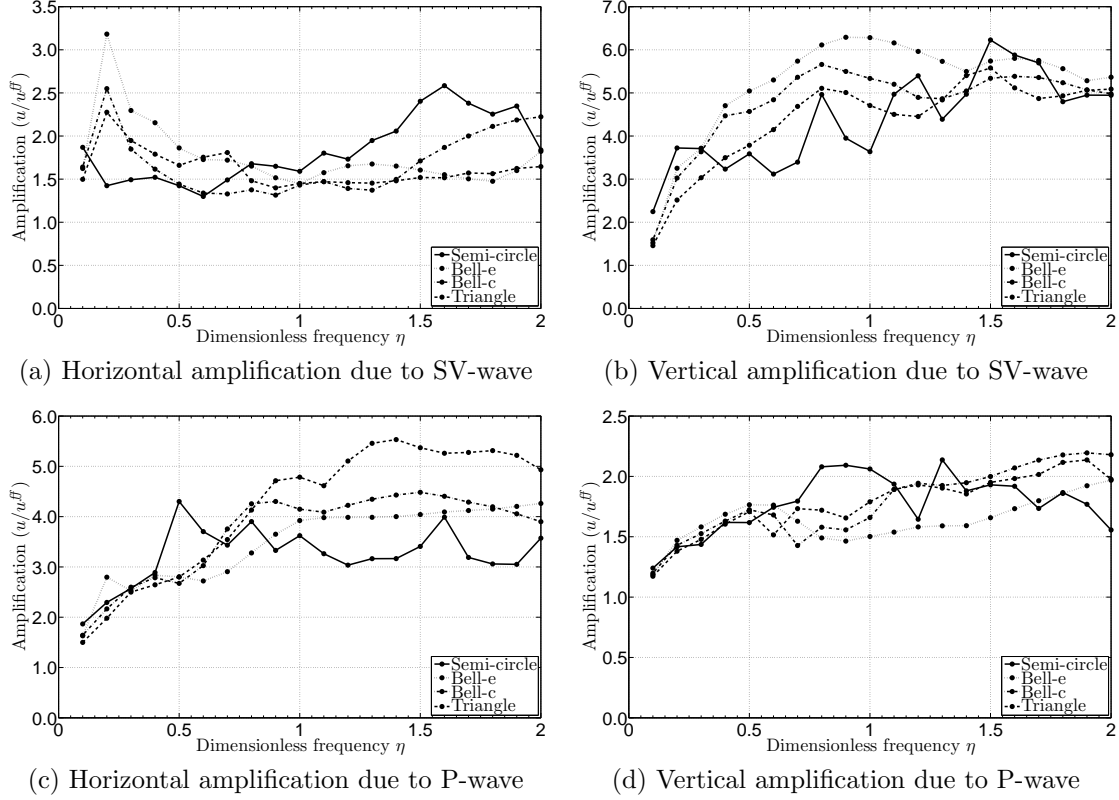 3.5
3.0
2.5
2.0
1.5
1.0
0.5
0.0
Amplification (u/u^ff)
0 0.5 1 1.5 2
Dimensionless frequency η
Semi-circle
Bell-e
Bell-c
Triangle
(a) Horizontal amplification due to SV-wave
7.0
6.0
5.0
4.0
3.0
2.0
1.0
0.0
Amplification (u/u^ff)
0 0.5 1 1.5 2
Dimensionless frequency η
Semi-circle
Bell-e
Bell-c
Triangle
(b) Vertical amplification due to SV-wave
6.0
5.0
4.0
3.0
2.0
1.0
0.0
Amplification (u/u^ff)
0 0.5 1 1.5 2
Dimensionless frequency η
Semi-circle
Bell-e
Bell-c
Triangle
(c) Horizontal amplification due to P-wave
2.5
2.0
1.5
1.0
0.5
0.0
Amplification (u/u^ff)
0 0.5 1 1.5 2
Dimensionless frequency η
Semi-circle
Bell-e
Bell-c
Triangle
(d) Vertical amplification due to P-wave